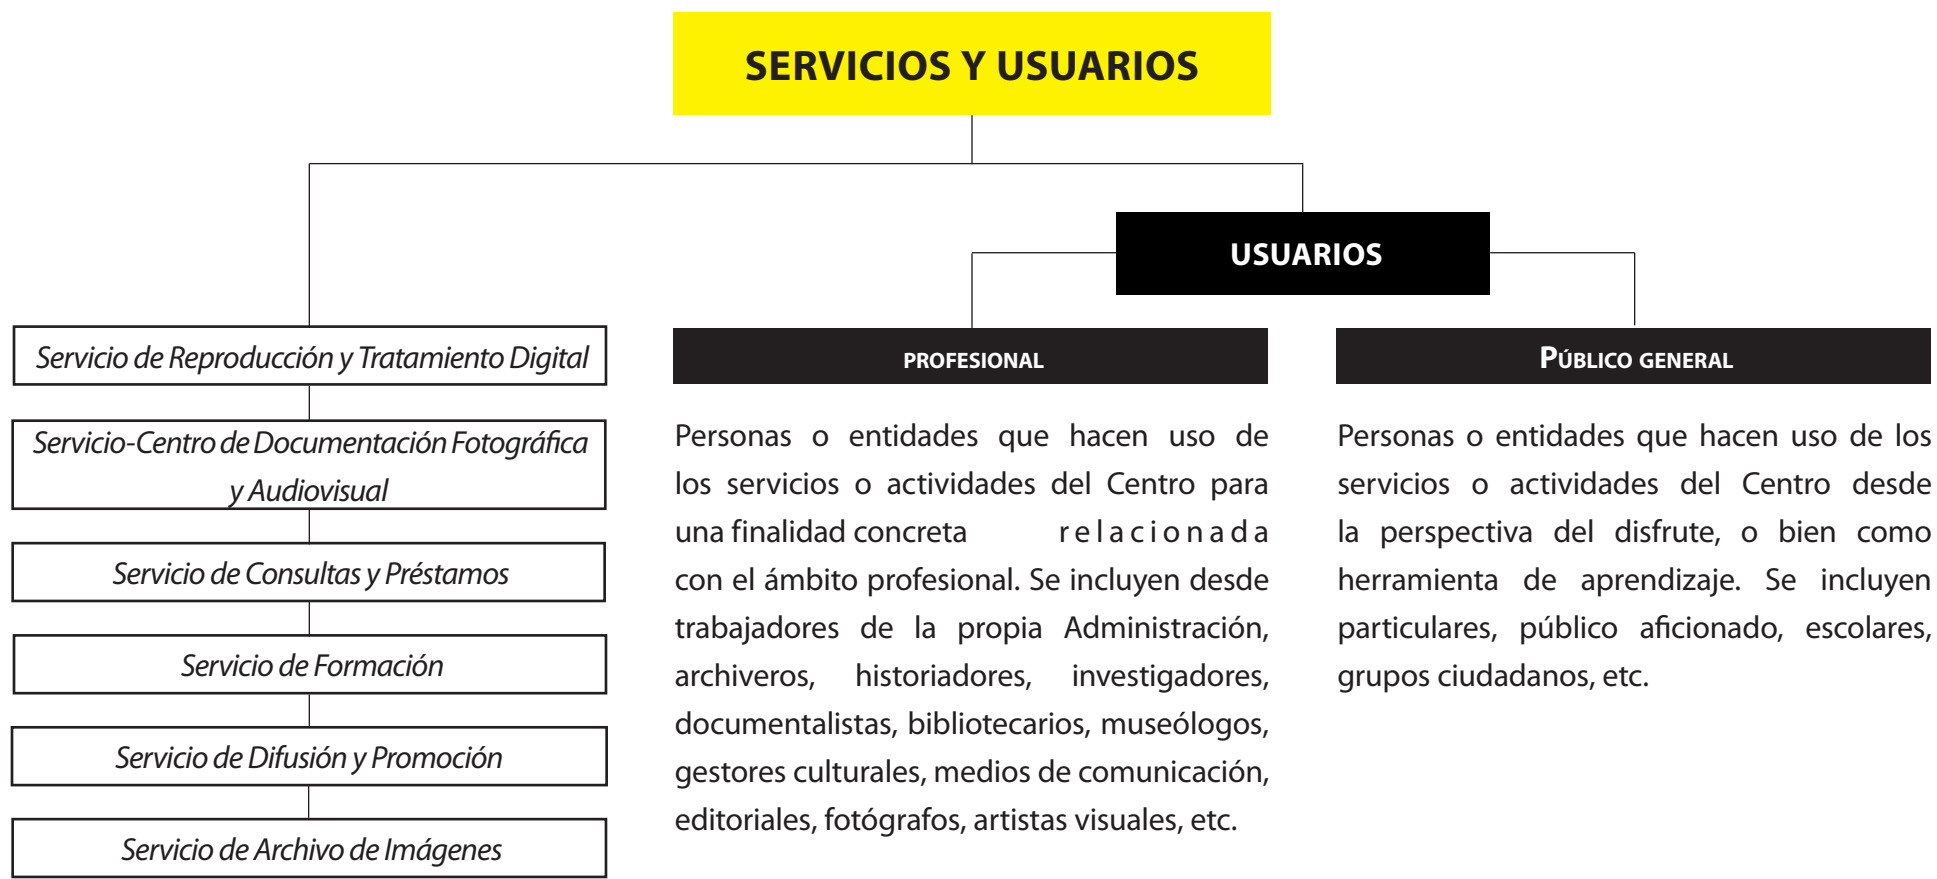 SERVICIOS Y USUARIOS
USUARIOS
Servicio de Reproducción y Tratamiento Digital
Servicio-Centro de Documentación Fotográfica
y Audiovisual
Servicio de Consultas y Préstamos
Servicio de Formación
Servicio de Difusión y Promoción
Servicio de Archivo de Imágenes
PROFESIONAL
Personas o entidades que hacen uso de
los servicios o actividades del Centro para
una finalidad concreta relacionada
con el ámbito profesional. Se incluyen desde
trabajadores de la propia Administración,
archiveros, historiadores, investigadores,
documentalistas, bibliotecarios, museólogos,
gestores culturales, medios de comunicación,
editoriales, fotógrafos, artistas visuales, etc.
PÚBLICO GENERAL
Personas o entidades que hacen uso de los
servicios o actividades del Centro desde
la perspectiva del disfrute, o bien como
herramienta de aprendizaje. Se incluyen
particulares, público aficionado, escolares,
grupos ciudadanos, etc.